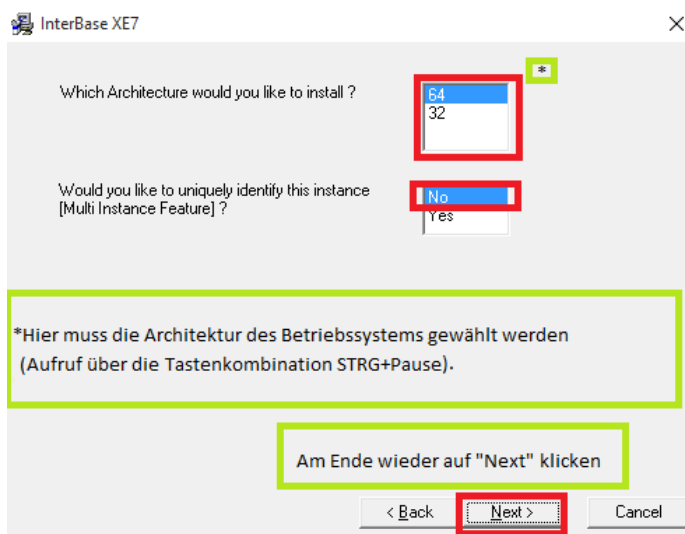 InterBase XE7
*
Which Architecture would you like to install ?
64
32
Would you like to uniquely identify this instance
[Multi Instance Feature] ?
No
Yes
*Hier muss die Architektur des Betriebssystems gewählt werden
(Aufruf über die Tastenkombination STRG+Pause).
Am Ende wieder auf "Next" klicken
< Back
Next >
Cancel